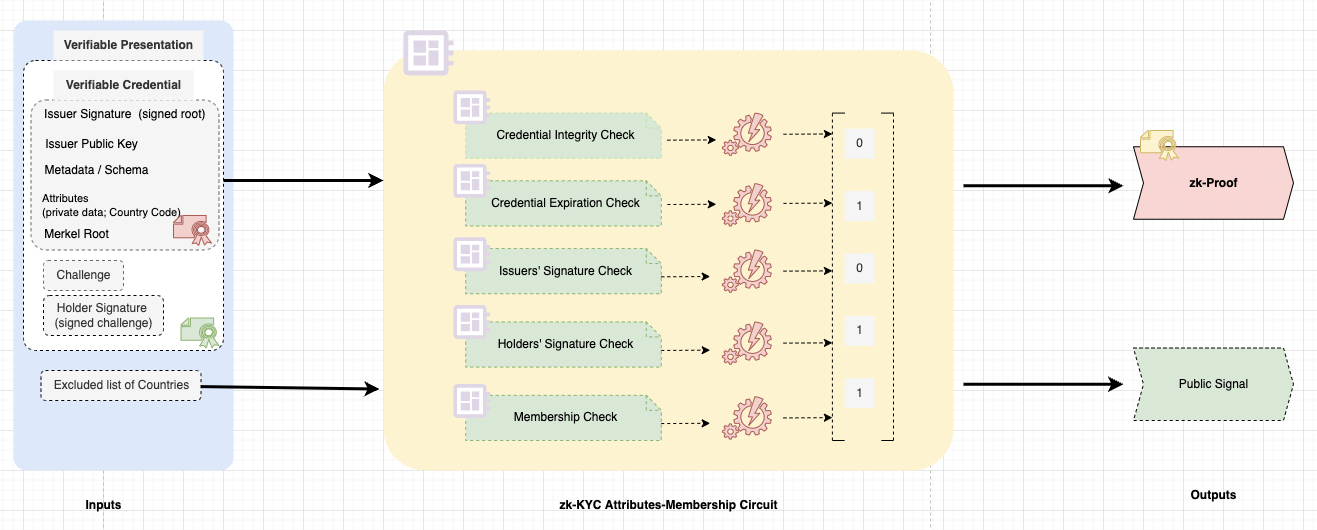 Verifiable Presentation
Verifiable Credential
Issuer Signature (signed root)
Issuer Public Key
Metadata / Schema
Attributes
(private data; Country Code)
Merkel Root
Challenge
Holder Signature
(signed challenge)
Excluded list of Countries
Inputs
Credential Integrity Check
0
Credential Expiration Check
1
Issuers' Signature Check
0
Holders' Signature Check
1
Membership Check
1
zk-KYC Attributes-Membership Circuit
zk-Proof
Public Signal
Outputs